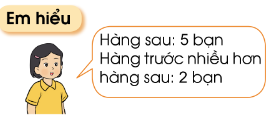 Em hiểu
Hàng sau: 5 bạn
Hàng trước nhiều hơn
hàng sau: 2 bạn